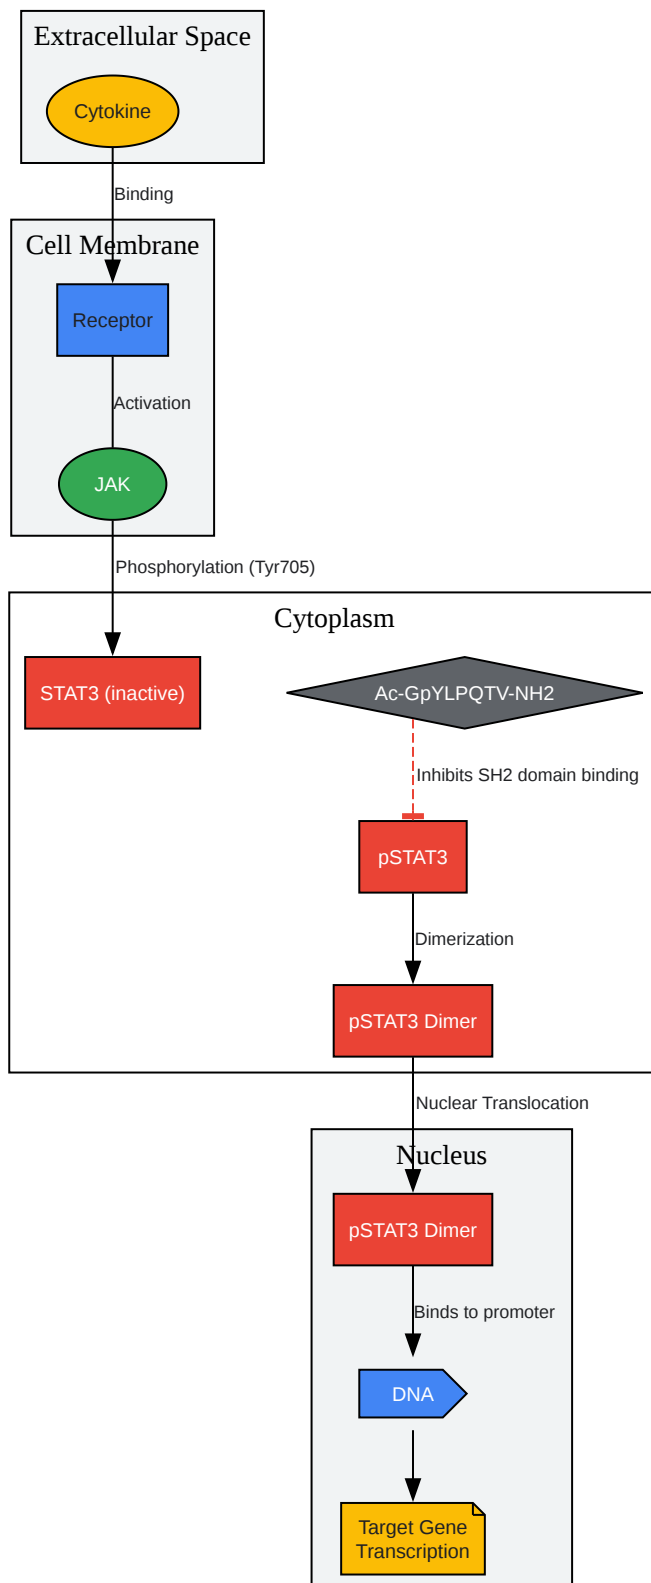 Extracellular Space
Cytokine
Binding
Cell Membrane
Receptor
Activation
JAK
Phosphorylation (Tyr705)
Cytoplasm
STAT3 (inactive)
Ac-GpYLPQTV-NH2
Inhibits SH2 domain binding
pSTAT3
Dimerization
pSTAT3 Dimer
Nuclear Translocation
Nucleus
pSTAT3 Dimer
Binds to promoter
DNA
Target Gene
Transcription